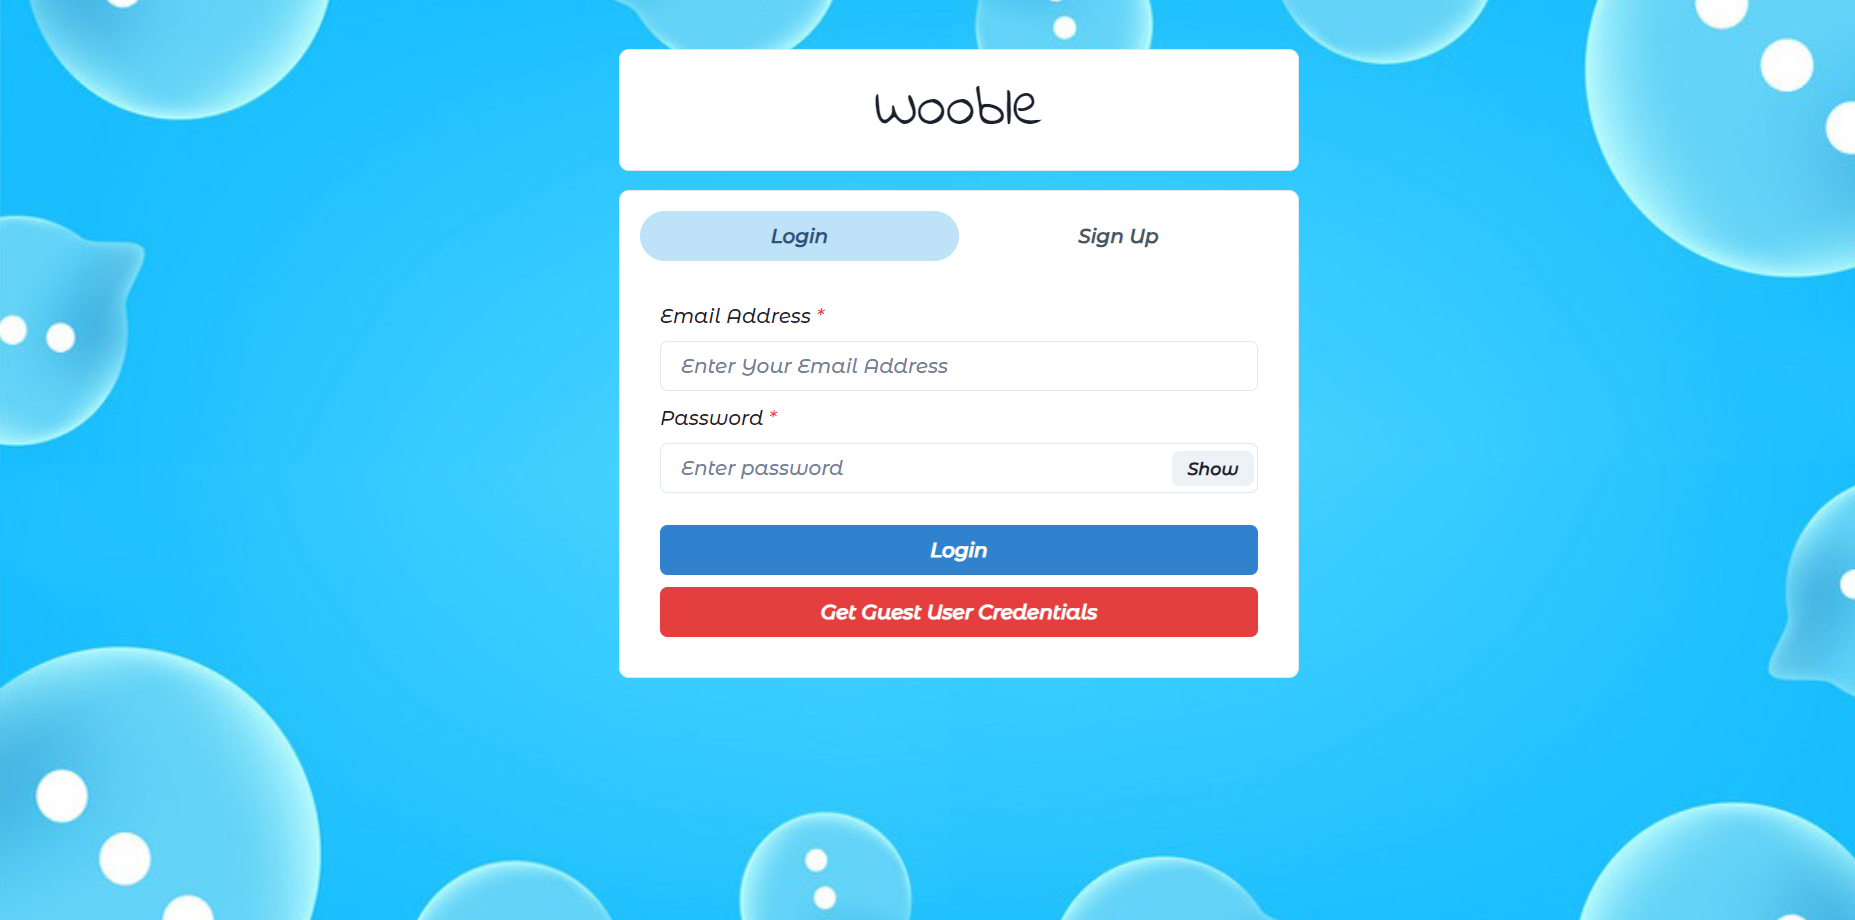 wooble
Login
Sign Up
Email Address *
Enter Your Email Address
Password *
Enter password
Show
Login
Get Guest User Credentials